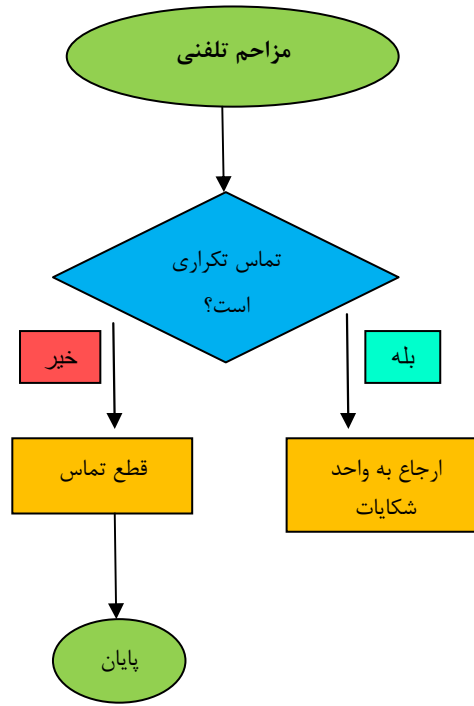 مزاحم تلفنی
تماس تکراری
است؟
بله
خیر
ارجاع به واحد
شکایات
قطع تماس
پایان